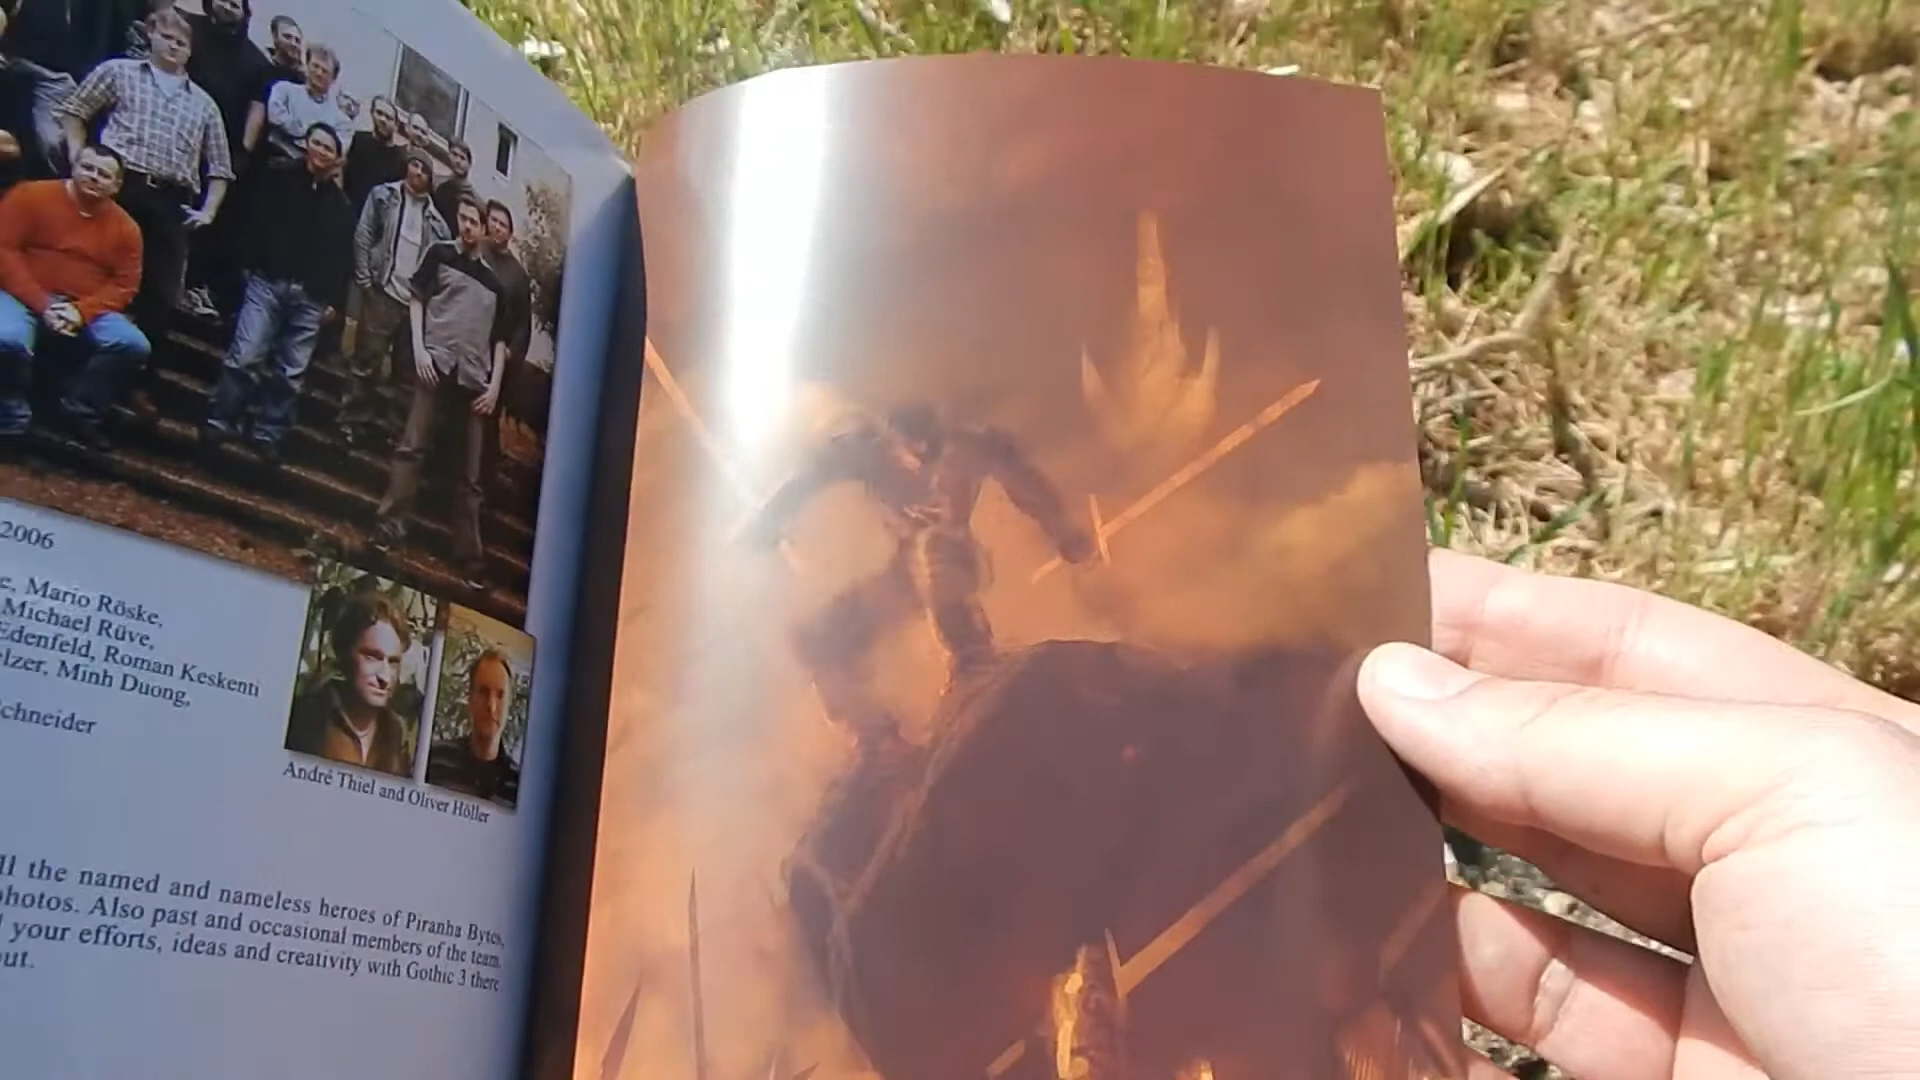 2006
e, Mario Röske,
Michael Rüve,
Edenfeld, Roman Keskenti
elzer, Minh Duong,
chneider
André Thiel and Oliver Höller
ll the named and nameless heroes of Piranha Bytes,
photos. Also past and occasional members of the team.
your efforts, ideas and creativity with Gothic 3 there
out.